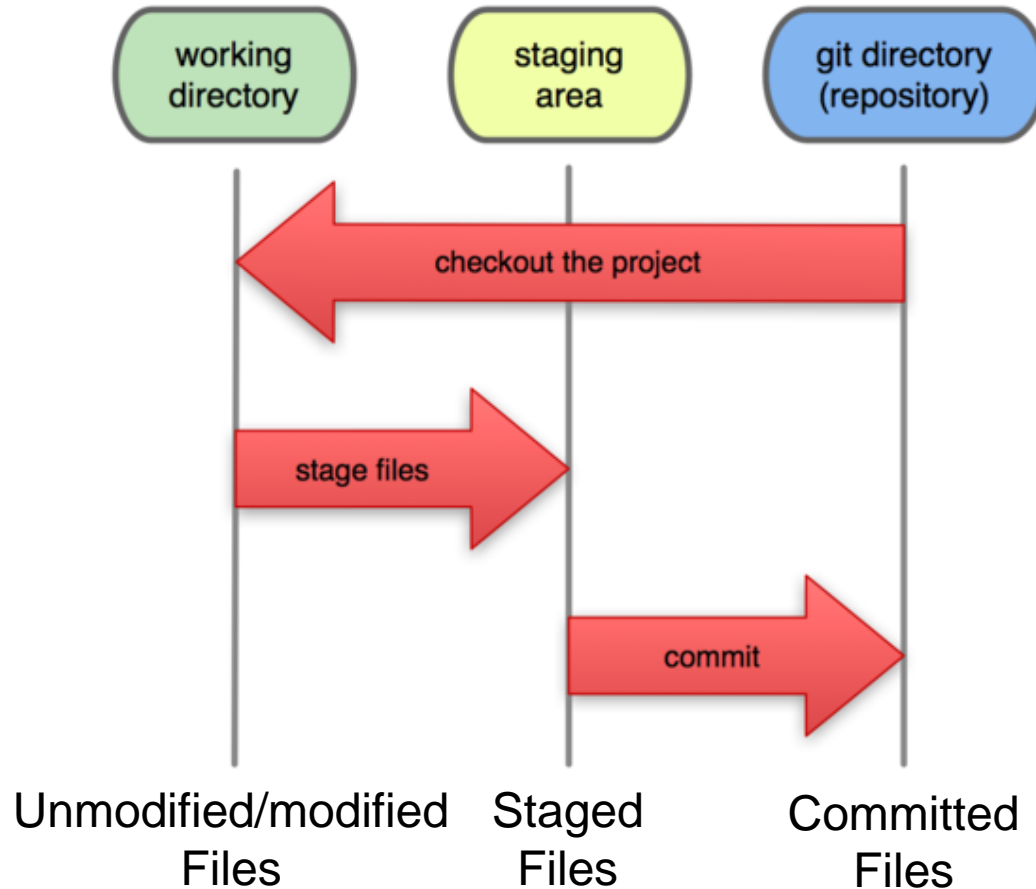 working
directory
staging
area
git directory
(repository)
checkout the project
stage files
commit
Unmodified/modified
Files
Staged
Files
Committed
Files